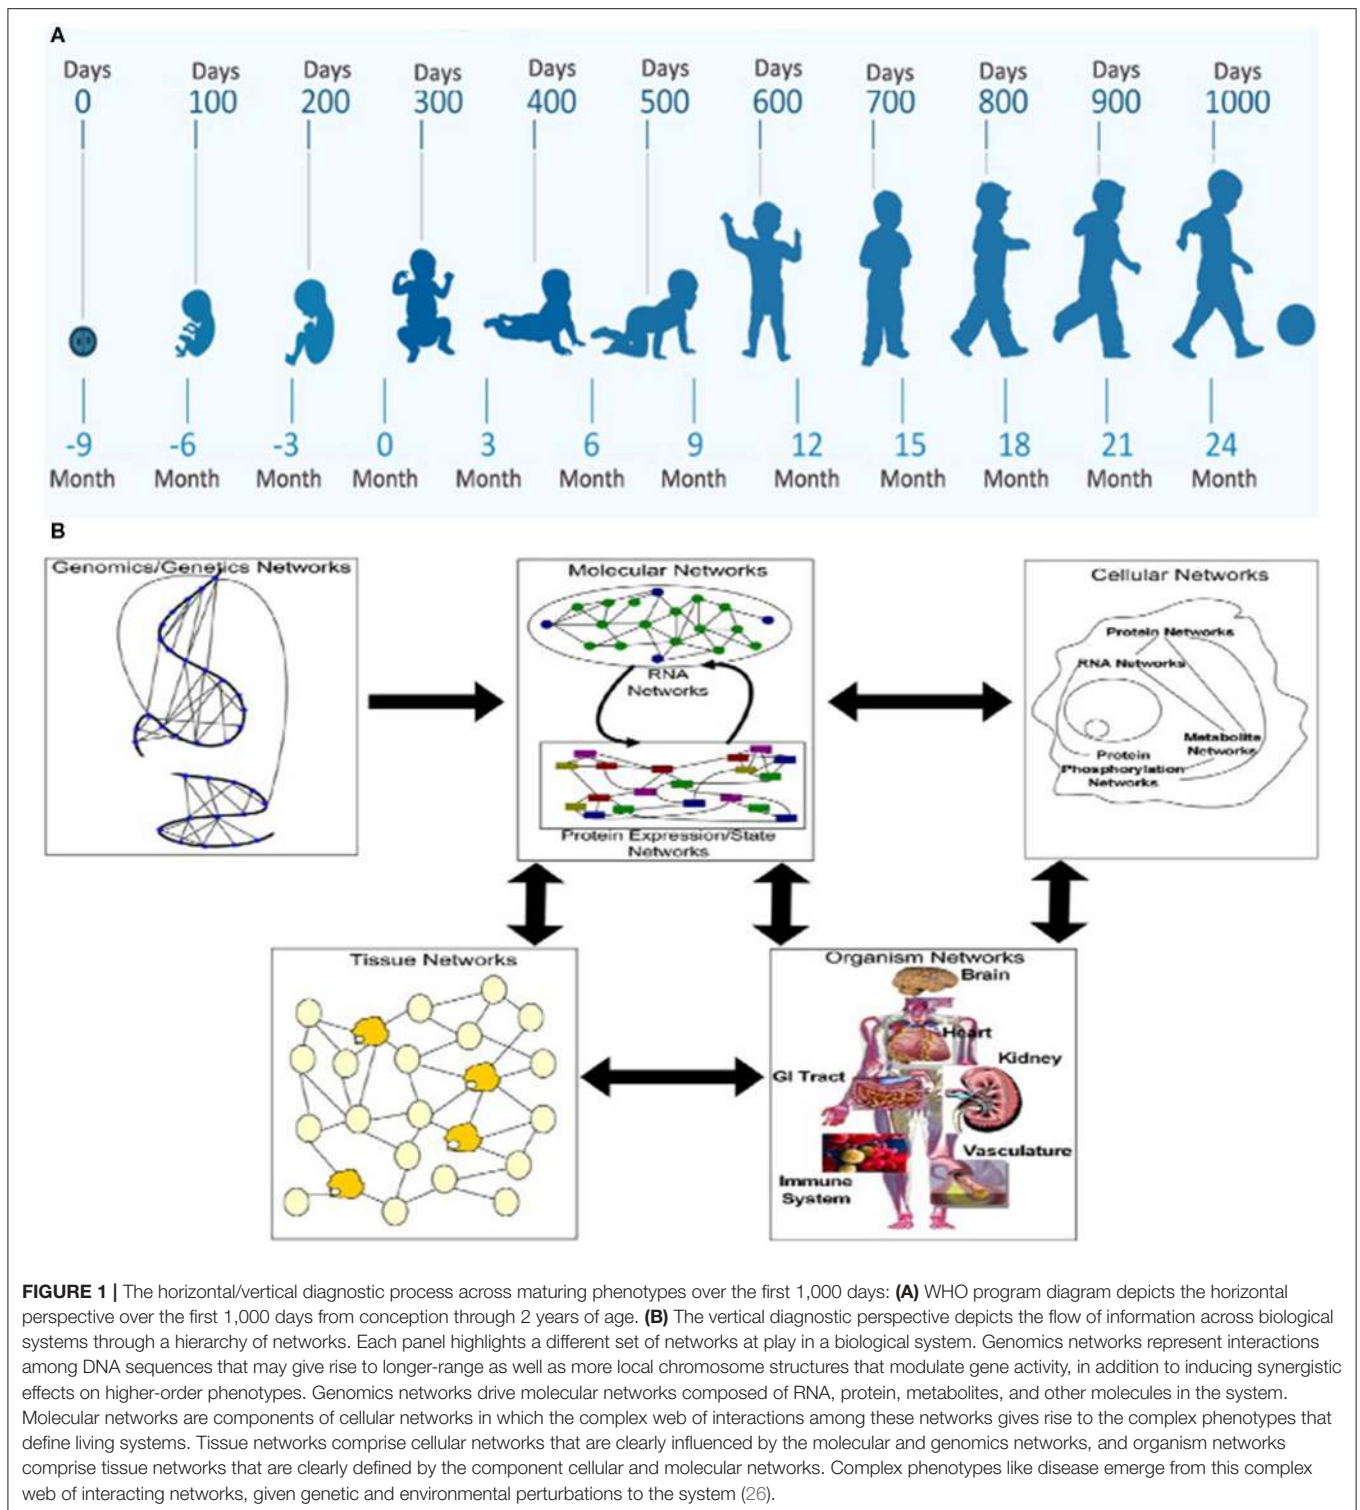 A
Days Days Days Days Days Days Days Days Days Days Days
0 100 200 300 400 500 600 700 800 900 1000
-9 -6 -3 0 3 6 9 12 15 18 21 24
Month Month Month Month Month Month Month Month Month Month Month Month
B
Genomics/Genetics Networks
Molecular Networks
RNA
Networks
Protein Expression/State
Networks
Cellular Networks
Protein Networks
RNA Networks
Metabolite
Networks
Protein
Phosphorylation
Networks
Tissue Networks
Organism Networks
Brain
Heart
Kidney
GI Tract
Vasculature
Immune
System
FIGURE 1 | The horizontal/vertical diagnostic process across maturing phenotypes over the first 1,000 days: (A) WHO program diagram depicts the horizontal
perspective over the first 1,000 days from conception through 2 years of age. (B) The vertical diagnostic perspective depicts the flow of information across biological
systems through a hierarchy of networks. Each panel highlights a different set of networks at play in a biological system. Genomics networks represent interactions
among DNA sequences that may give rise to longer-range as well as more local chromosome structures that modulate gene activity, in addition to inducing synergistic
effects on higher-order phenotypes. Genomics networks drive molecular networks composed of RNA, protein, metabolites, and other molecules in the system.
Molecular networks are components of cellular networks in which the complex web of interactions among these networks gives rise to the complex phenotypes that
define living systems. Tissue networks comprise cellular networks that are clearly influenced by the molecular and genomics networks, and organism networks
comprise tissue networks that are clearly defined by the component cellular and molecular networks. Complex phenotypes like disease emerge from this complex
web of interacting networks, given genetic and environmental perturbations to the system (26).